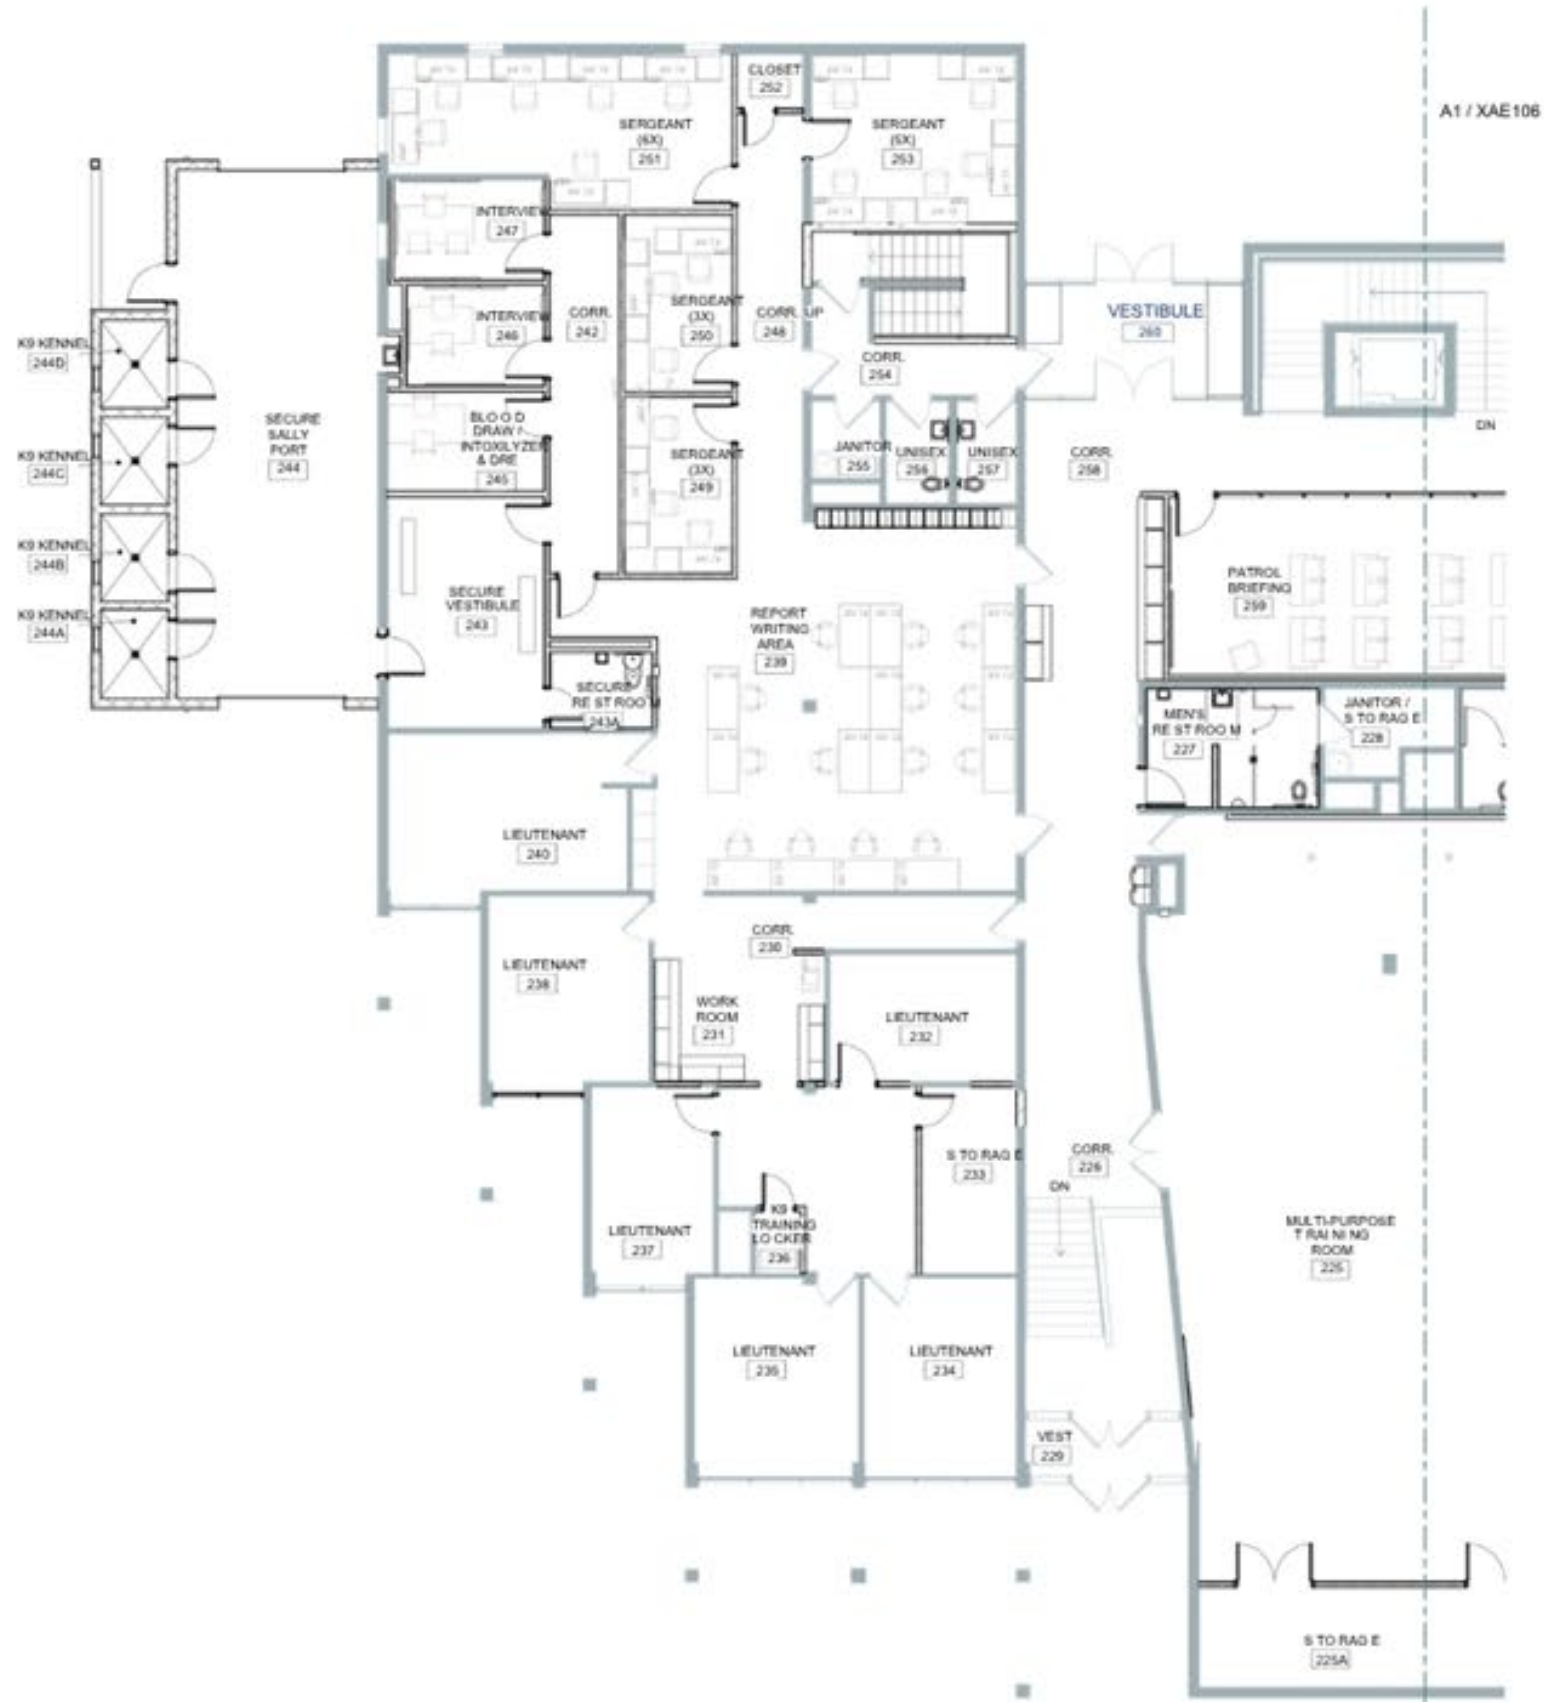 CLOSET
252
A1 / XAE106
SERGEANT
(6X)
251
SERGEANT
(5X)
253
INTERVIEW
247
SERGEANT
(3X)
250
INTERVIEW
246
CORR.
242
CORR.
248
UP
VESTIBULE
260
K9 KENNEL
244D
CORR.
254
SECURE
SALLY
PORT
244
BLOOD
DRAW /
INTOXILYZER
& DRE
245
DN
K9 KENNEL
244C
SERGEANT
(3X)
249
JANITOR
255
UNISEX
256
UNISEX
257
CORR.
258
K9 KENNEL
244B
SECURE
VESTIBULE
243
PATROL
BRIEFING
259
K9 KENNEL
244A
REPORT
WRITING
AREA
239
SECURE
RESTROOM
243A
MEN'S
RESTROOM
227
JANITOR /
STORAGE
228
LIEUTENANT
240
CORR.
230
LIEUTENANT
238
WORK
ROOM
231
LIEUTENANT
232
STORAGE
233
CORR.
226
DN
LIEUTENANT
237
K9
TRAINING
LOCKER
236
MULTI-PURPOSE
TRAINING
ROOM
225
LIEUTENANT
235
LIEUTENANT
234
VEST
229
STORAGE
225A